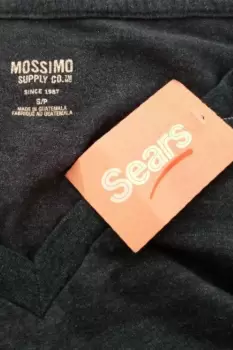 MOSSIMO
SUPPLY CO.
SINCE 1987
S/P
MADE IN GUATEMALA
FABRIQUÉ AU GUATEMALA
Sears